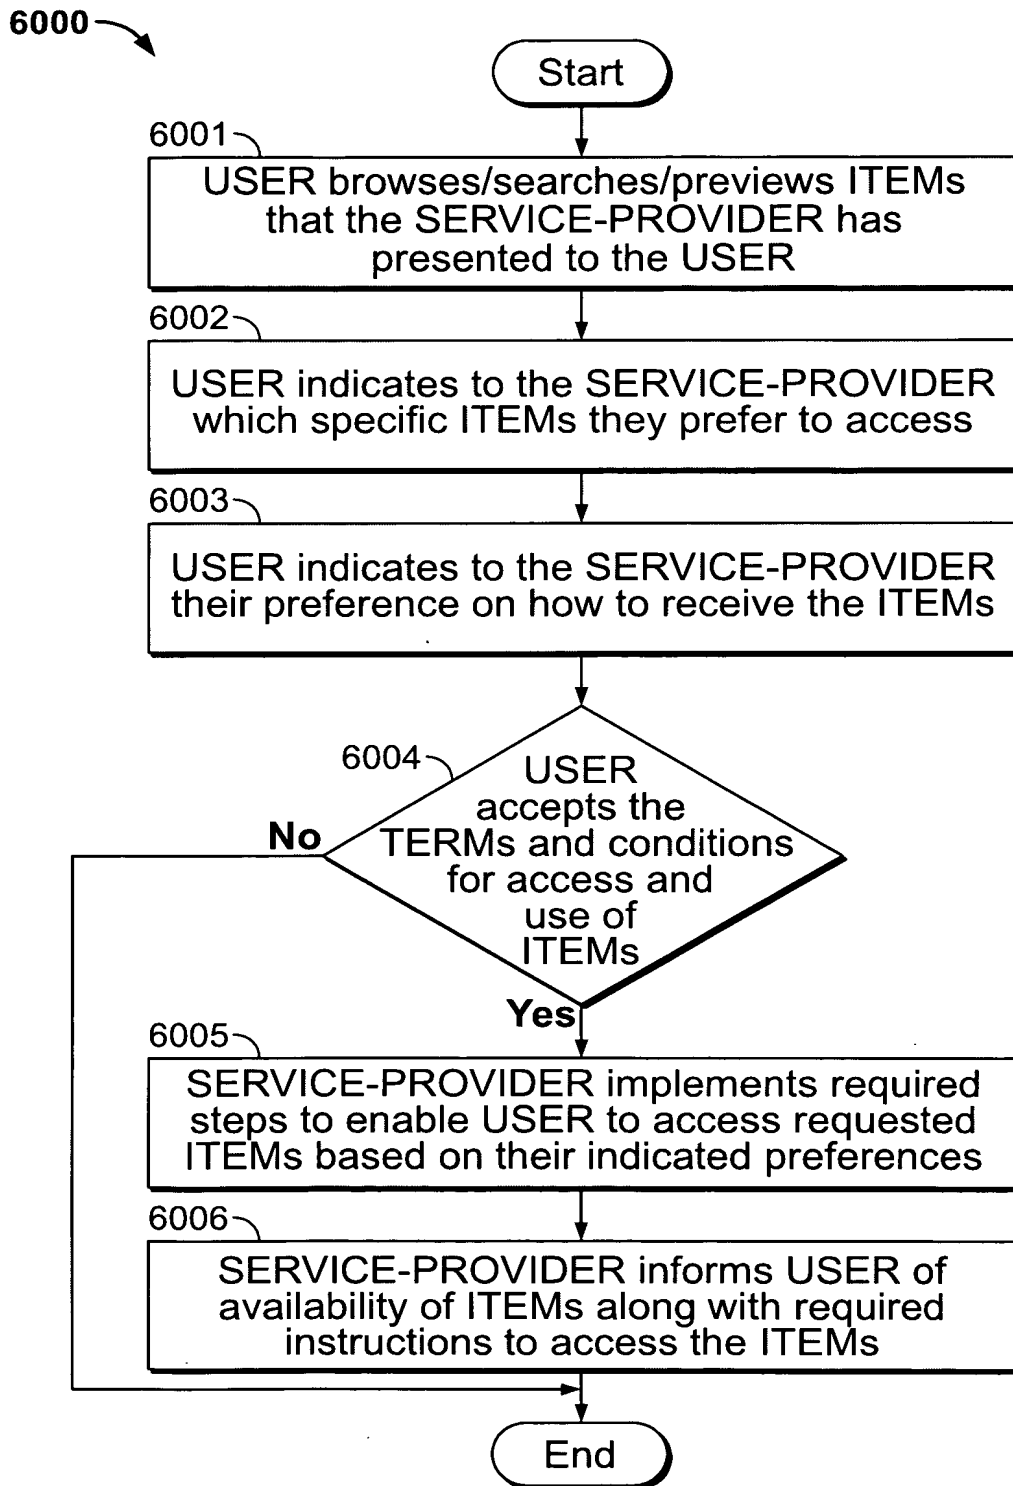 6000
Start
6001
USER browses/searches/previews ITEMs
that the SERVICE-PROVIDER has
presented to the USER
6002
USER indicates to the SERVICE-PROVIDER
which specific ITEMs they prefer to access
6003
USER indicates to the SERVICE-PROVIDER
their preference on how to receive the ITEMs
6004
USER
accepts the
TERMs and conditions
for access and
use of
ITEMs
No
Yes
6005
SERVICE-PROVIDER implements required
steps to enable USER to access requested
ITEMs based on their indicated preferences
6006
SERVICE-PROVIDER informs USER of
availability of ITEMs along with required
instructions to access the ITEMs
End